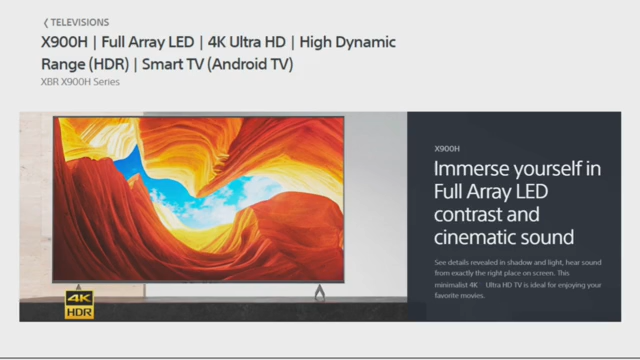 ❮ TELEVISIONS
X900H | Full Array LED | 4K Ultra HD | High Dynamic
Range (HDR) | Smart TV (Android TV)
XBR X900H Series
X900H
Immerse yourself in
Full Array LED
contrast and
cinematic sound
See details revealed in shadow and light, hear sound
from exactly the right place on screen. This
minimalist 4K Ultra HD TV is ideal for enjoying your
favorite movies.
4K
HDR